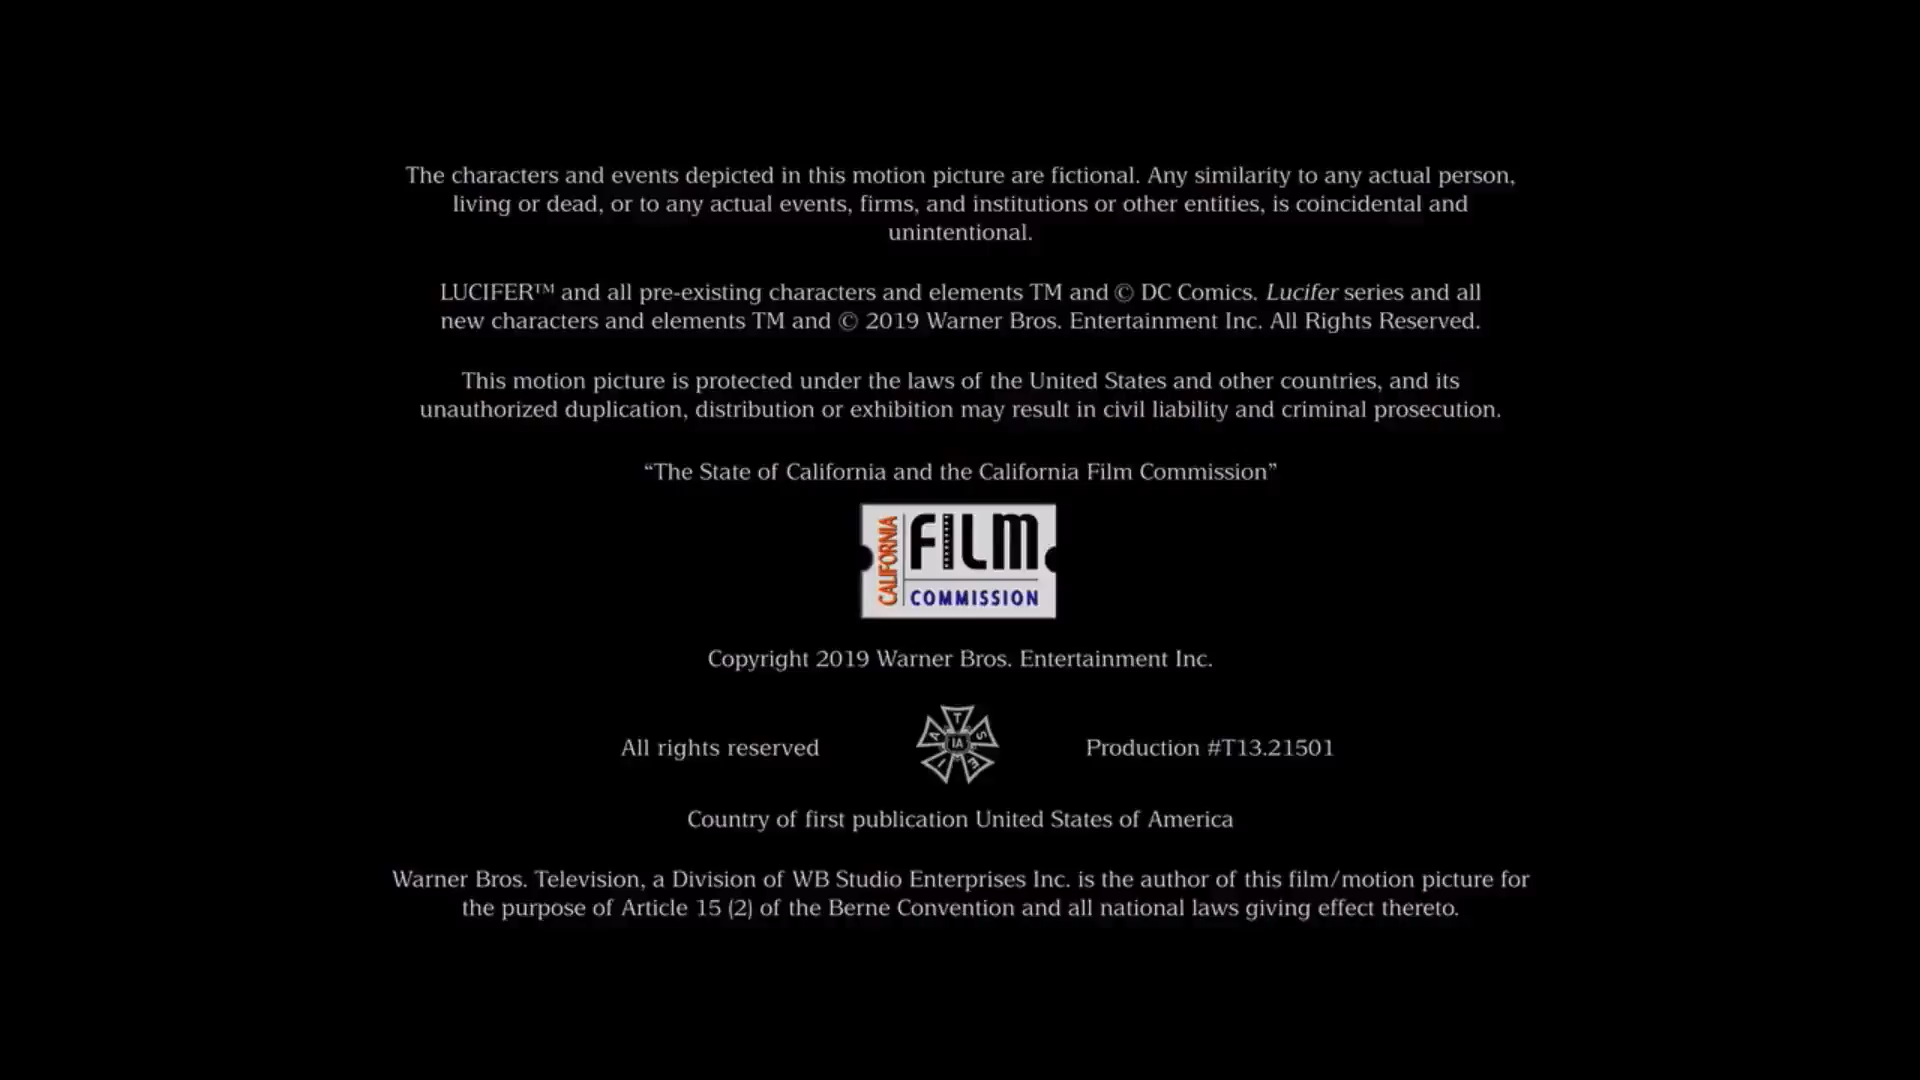 The characters and events depicted in this motion picture are fictional. Any similarity to any actual person,
living or dead, or to any actual events, firms, and institutions or other entities, is coincidental and
unintentional.
LUCIFER™ and all pre-existing characters and elements TM and © DC Comics. Lucifer series and all
new characters and elements TM and © 2019 Warner Bros. Entertainment Inc. All Rights Reserved.
This motion picture is protected under the laws of the United States and other countries, and its
unauthorized duplication, distribution or exhibition may result in civil liability and criminal prosecution.
“The State of California and the California Film Commission”
CALIFORNIA
FILM
COMMISSION
Copyright 2019 Warner Bros. Entertainment Inc.
All rights reserved
I A T S E
IA
Production #T13.21501
Country of first publication United States of America
Warner Bros. Television, a Division of WB Studio Enterprises Inc. is the author of this film/motion picture for
the purpose of Article 15 (2) of the Berne Convention and all national laws giving effect thereto.